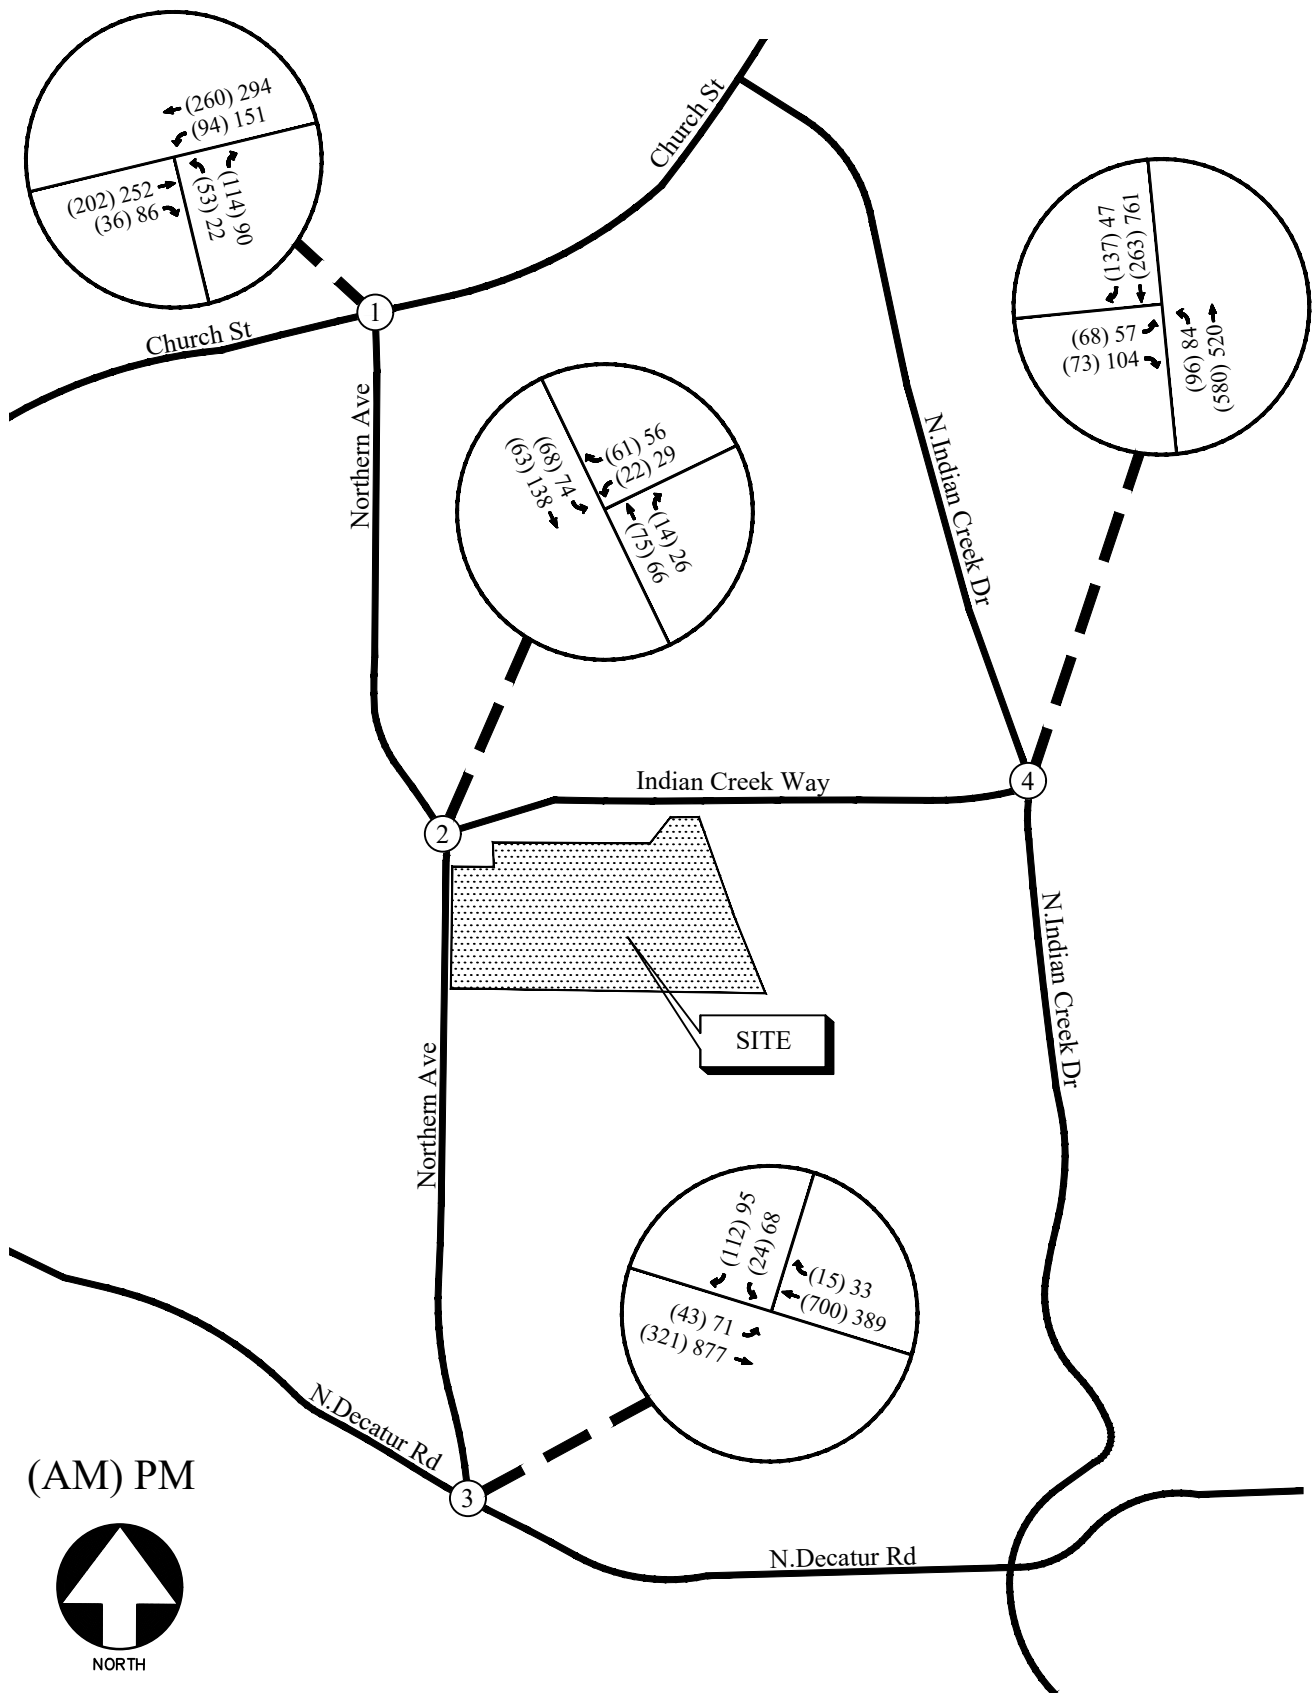 (260) 294
(94) 151
(202) 252
(36) 86
(53) 22
(114) 90
Church St
Church St
1
Northern Ave
(137) 47
(263) 761
(68) 57
(73) 104
(96) 84
(580) 520
N.Indian Creek Dr
(61) 56
(22) 29
(68) 74
(63) 138
(14) 26
(75) 66
Indian Creek Way
4
2
N.Indian Creek Dr
SITE
Northern Ave
(112) 95
(24) 68
(15) 33
(700) 389
(43) 71
(321) 877
N.Decatur Rd
(AM) PM
3
N.Decatur Rd
NORTH